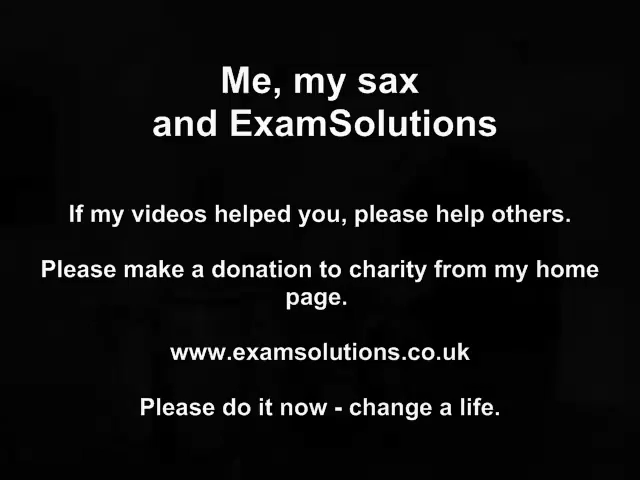 Me, my sax
and ExamSolutions
If my videos helped you, please help others.
Please make a donation to charity from my home
page.
www.examsolutions.co.uk
Please do it now - change a life.